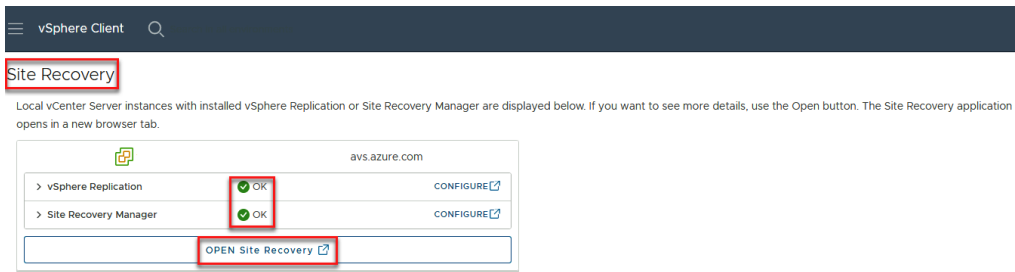 vSphere Client
Site Recovery
Local vCenter Server instances with installed vSphere Replication or Site Recovery Manager are displayed below. If you want to see more details, use the Open button. The Site Recovery application
opens in a new browser tab.
avs.azure.com
vSphere Replication OK CONFIGURE
Site Recovery Manager OK CONFIGURE
OPEN Site Recovery